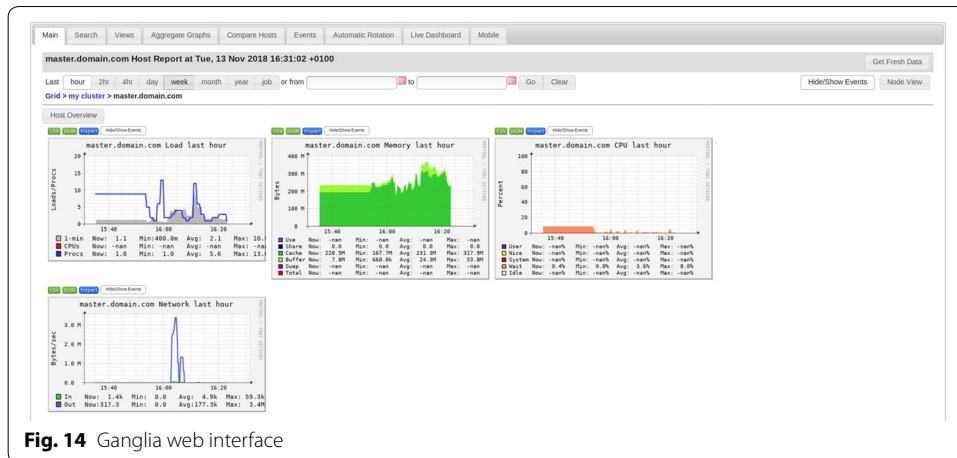 Main Search Views Aggregate Graphs Compare Hosts Events Automatic Rotation Live Dashboard Mobile
master.domain.com Host Report at Tue, 13 Nov 2018 16:31:02 +0100
Get Fresh Data
Last hour 2hr 4hr day week month year job or from to Go Clear Hide/Show Events Node View
Grid > my cluster > master.domain.com
Host Overview
CSV JSON Inspect Hide/Show Events
master.domain.com Load last hour
Loads/Procs
20
15
10
5
0
15:40 16:00 16:20
1-min Now: 1.1 Min:400.0m Avg: 2.1 Max: 10.
CPUs Now: -nan Min: -nan Avg: -nan Max: -na
Procs Now: 1.0 Min: 1.0 Avg: 5.6 Max: 13.
CSV JSON Inspect Hide/Show Events
master.domain.com Memory last hour
Bytes
400 M
300 M
200 M
100 M
15:40 16:00 16:20
Use Now: -nan Min: -nan Avg: -nan Max: -nan
Share Now: 0.0 Min: 0.0 Avg: 0.0 Max: 0.0
Cache Now: 228.5M Min: 167.7M Avg: 231.3M Max: 317.9M
Buffer Now: 7.8M Min: 660.0k Avg: 24.3M Max: 53.8M
Swap Now: -nan Min: -nan Avg: -nan Max: -nan
Total Now: -nan Min: -nan Avg: -nan Max: -nan
CSV JSON Inspect Hide/Show Events
master.domain.com CPU last hour
Percent
100
80
60
40
20
0
15:40 16:00 16:20
User Now: -nan% Min: -nan% Avg: -nan% Max: -nan%
Nice Now: -nan% Min: -nan% Avg: -nan% Max: -nan%
System Now: -nan% Min: -nan% Avg: -nan% Max: -nan%
Wait Now: 0.4% Min: 0.0% Avg: 3.6% Max: 8.0%
Idle Now: -nan% Min: -nan% Avg: -nan% Max: -nan%
CSV JSON Inspect Hide/Show Events
master.domain.com Network last hour
Bytes/sec
3.0 M
2.0 M
1.0 M
0.0
15:40 16:00 16:20
In Now: 1.4k Min: 0.0 Avg: 4.9k Max: 59.3k
Out Now:317.3 Min: 0.0 Avg:177.3k Max: 3.4M
Fig. 14 Ganglia web interface